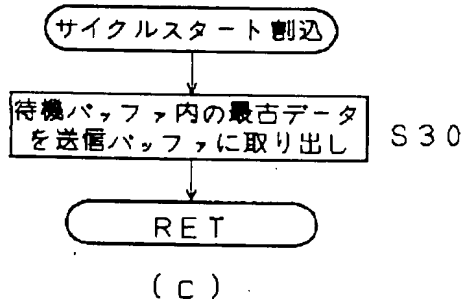 サイクルスタート割込
待機バッファ内の最古データ
を送信バッファに取り出し
S30
RET
(C)